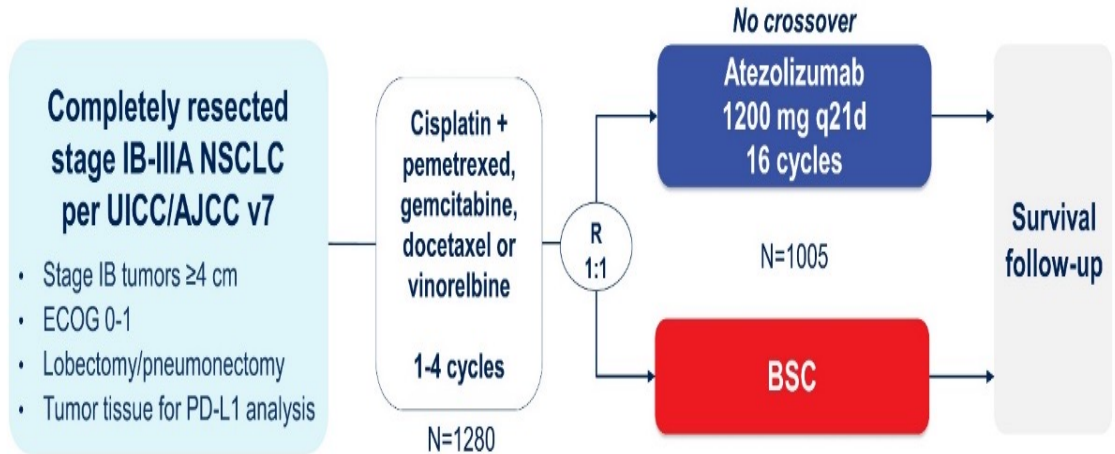 Completely resected
stage IB-IIIA NSCLC
per UICC/AJCC v7
• Stage IB tumors ≥4 cm
• ECOG 0-1
• Lobectomy/pneumonectomy
• Tumor tissue for PD-L1 analysis
Cisplatin +
pemetrexed,
gemcitabine,
docetaxel or
vinorelbine
1-4 cycles
N=1280
R
1:1
No crossover
Atezolizumab
1200 mg q21d
16 cycles
N=1005
BSC
Survival
follow-up